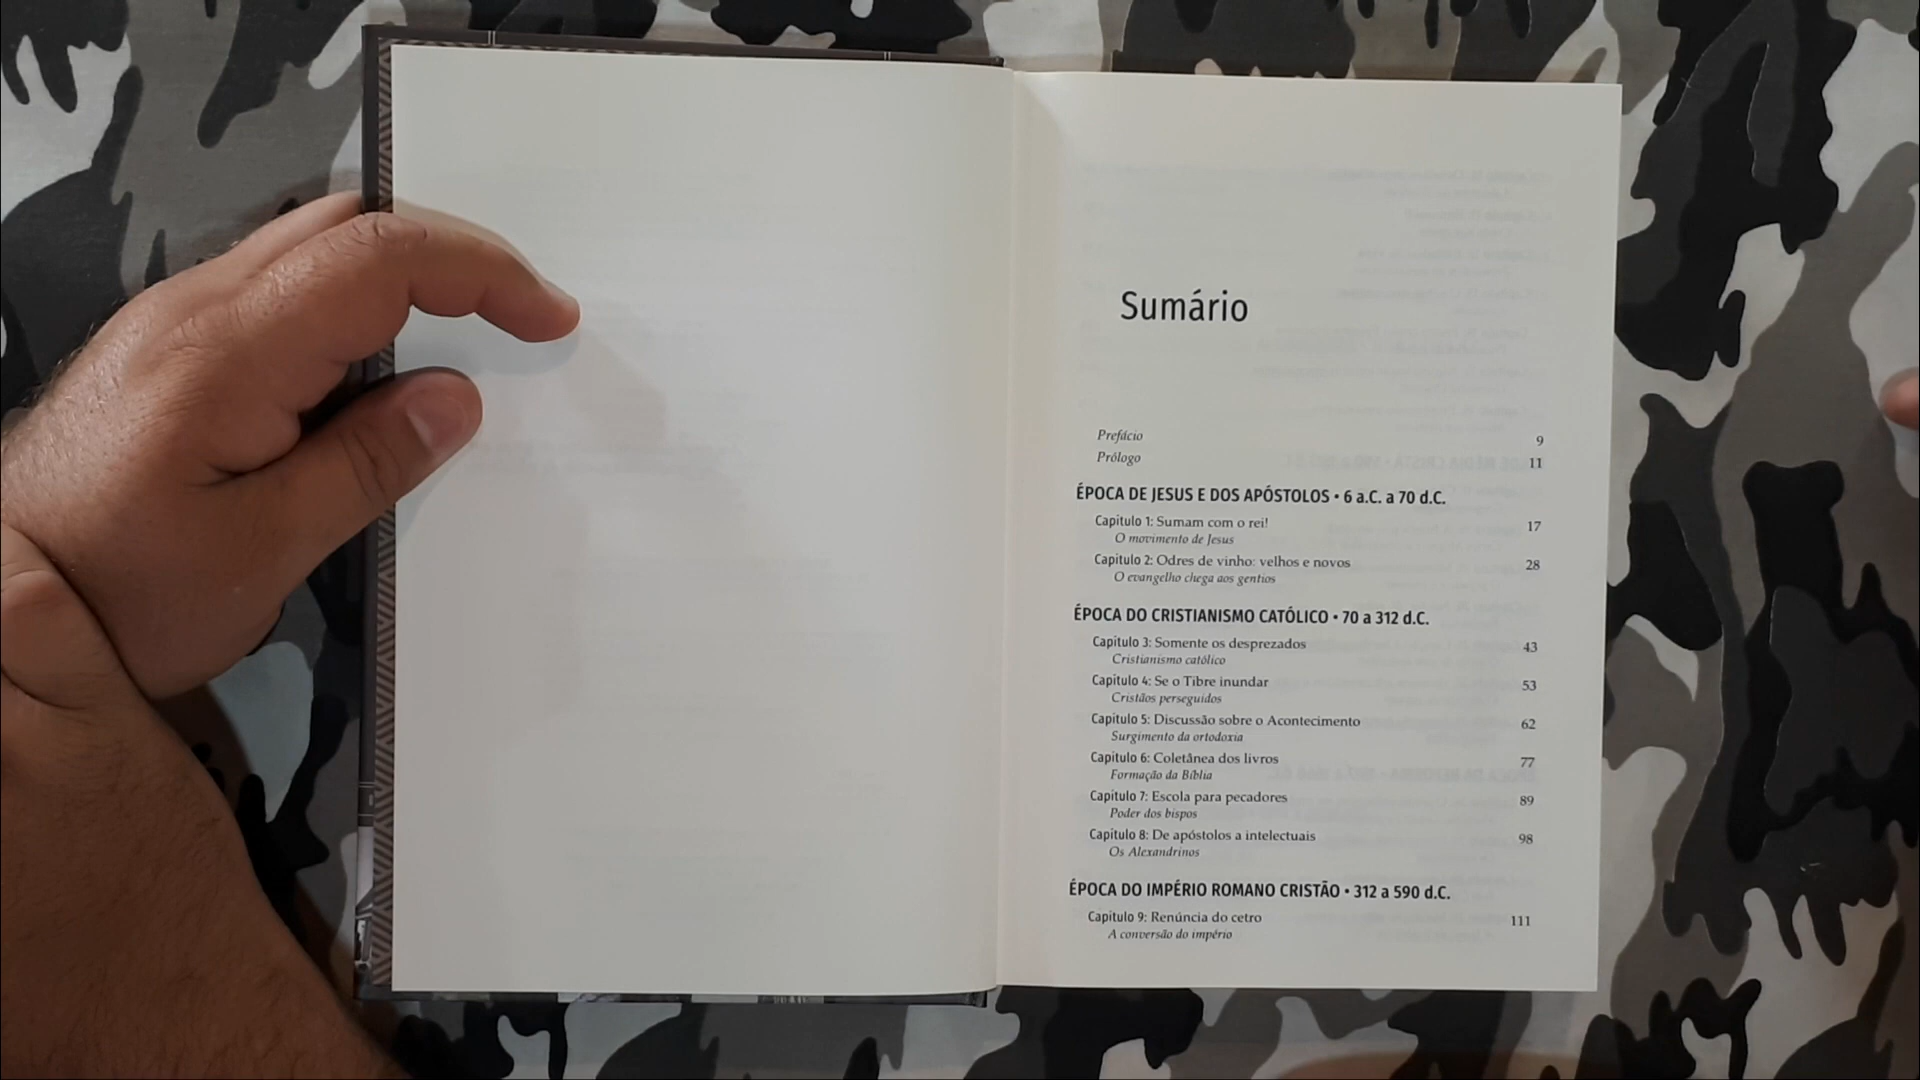 Sumário
Prefácio 9
Prólogo 11
ÉPOCA DE JESUS E DOS APÓSTOLOS • 6 a.C. a 70 d.C.
Capítulo 1: Sumam com o rei! 17
O movimento de Jesus
Capítulo 2: Odres de vinho: velhos e novos 28
O evangelho chega aos gentios
ÉPOCA DO CRISTIANISMO CATÓLICO • 70 a 312 d.C.
Capítulo 3: Somente os desprezados 43
Cristianismo católico
Capítulo 4: Se o Tibre inundar 53
Cristãos perseguidos
Capítulo 5: Discussão sobre o Acontecimento 62
Surgimento da ortodoxia
Capítulo 6: Coletânea dos livros 77
Formação da Bíblia
Capítulo 7: Escola para pecadores 89
Poder dos bispos
Capítulo 8: De apóstolos a intelectuais 98
Os Alexandrinos
ÉPOCA DO IMPÉRIO ROMANO CRISTÃO • 312 a 590 d.C.
Capítulo 9: Renúncia do cetro 111
A conversão do império